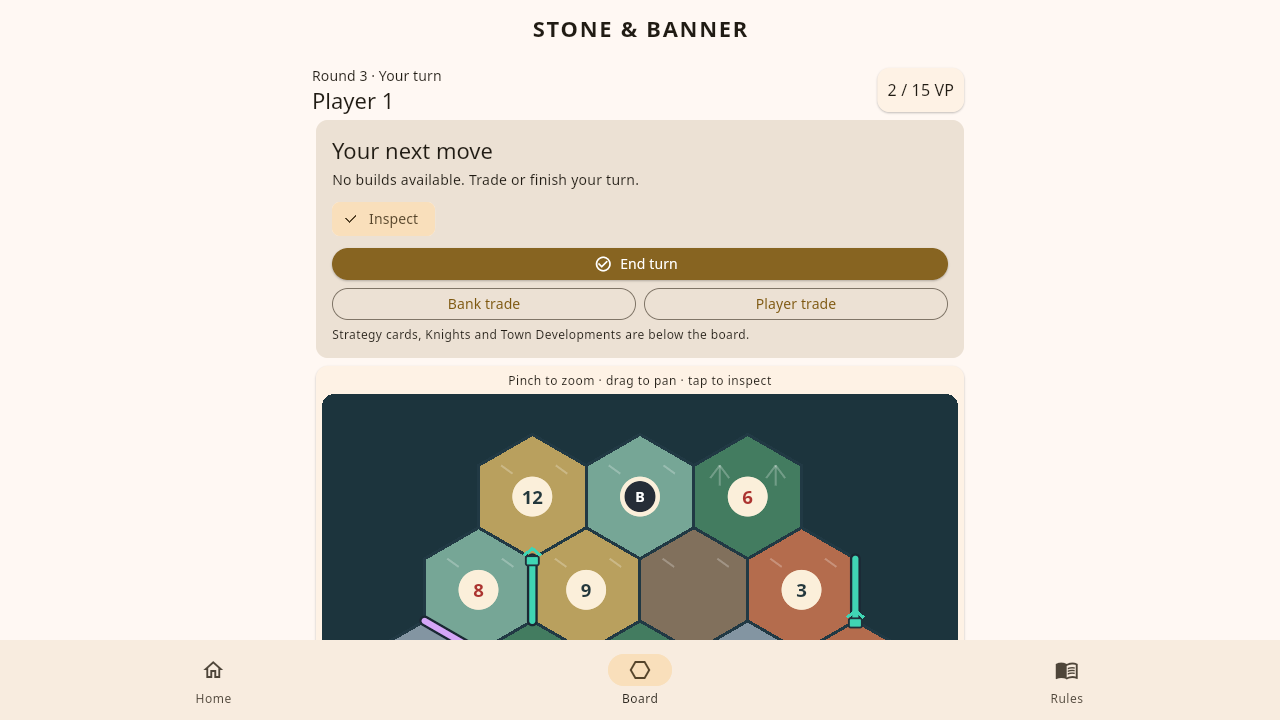 STONE & BANNER
Round 3 · Your turn
Player 1
2 / 15 VP
Your next move
No builds available. Trade or finish your turn.
Inspect
End turn
Bank trade
Player trade
Strategy cards, Knights and Town Developments are below the board.
Pinch to zoom · drag to pan · tap to inspect
12
B
6
8
9
3
Home
Board
Rules